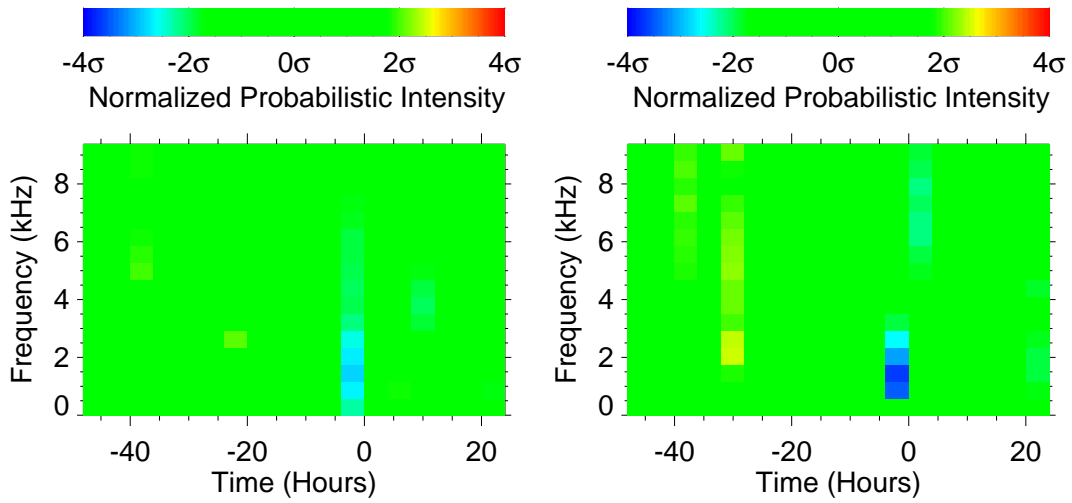 -4σ -2σ 0σ 2σ 4σ
Normalized Probabilistic Intensity
8
6
4
2
0
Frequency (kHz)
-40 -20 0 20
Time (Hours)
-4σ -2σ 0σ 2σ 4σ
Normalized Probabilistic Intensity
8
6
4
2
0
Frequency (kHz)
-40 -20 0 20
Time (Hours)